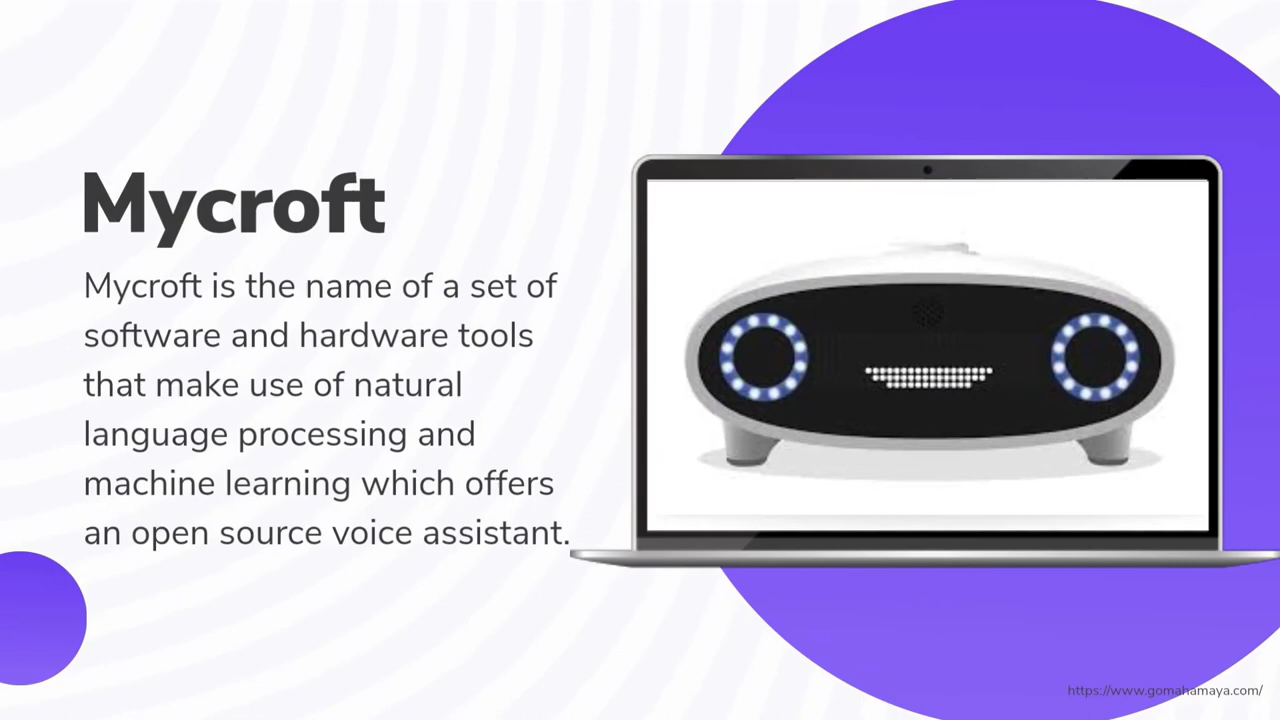 Mycroft
Mycroft is the name of a set of
software and hardware tools
that make use of natural
language processing and
machine learning which offers
an open source voice assistant.
https://www.gomahamaya.com/